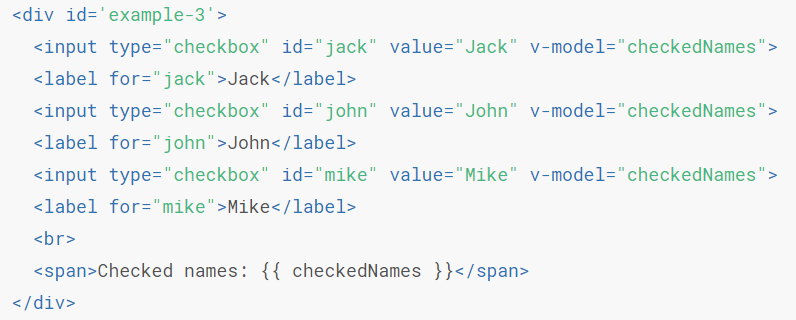 <div id='example-3'>
  <input type="checkbox" id="jack" value="Jack" v-model="checkedNames">
  <label for="jack">Jack</label>
  <input type="checkbox" id="john" value="John" v-model="checkedNames">
  <label for="john">John</label>
  <input type="checkbox" id="mike" value="Mike" v-model="checkedNames">
  <label for="mike">Mike</label>
  <br>
  <span>Checked names: {{ checkedNames }}</span>
</div>